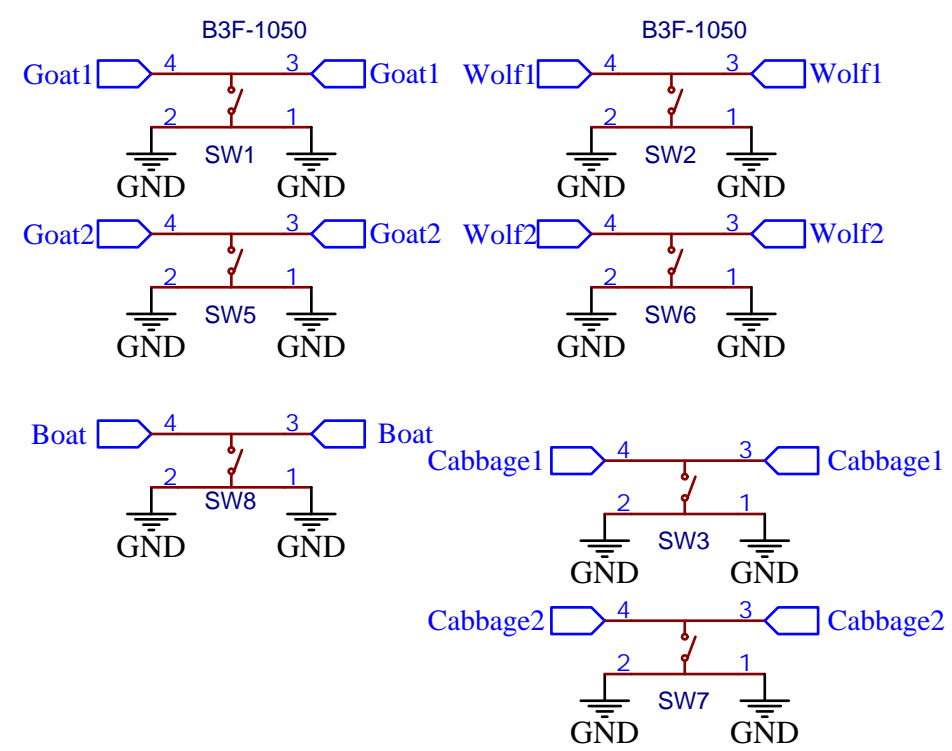 B3F-1050 B3F-1050
Goat1 4 3 Goat1 Wolf1 4 3 Wolf1
2 1 2 1
SW1 SW2
GND GND GND GND
Goat2 4 3 Goat2 Wolf2 4 3 Wolf2
2 1 2 1
SW5 SW6
GND GND GND GND
Boat 4 3 Boat
Cabbage1 4 3 Cabbage1
2 1
SW8
2 1
SW3
GND GND
GND GND
Cabbage2 4 3 Cabbage2
2 1
SW7
GND GND